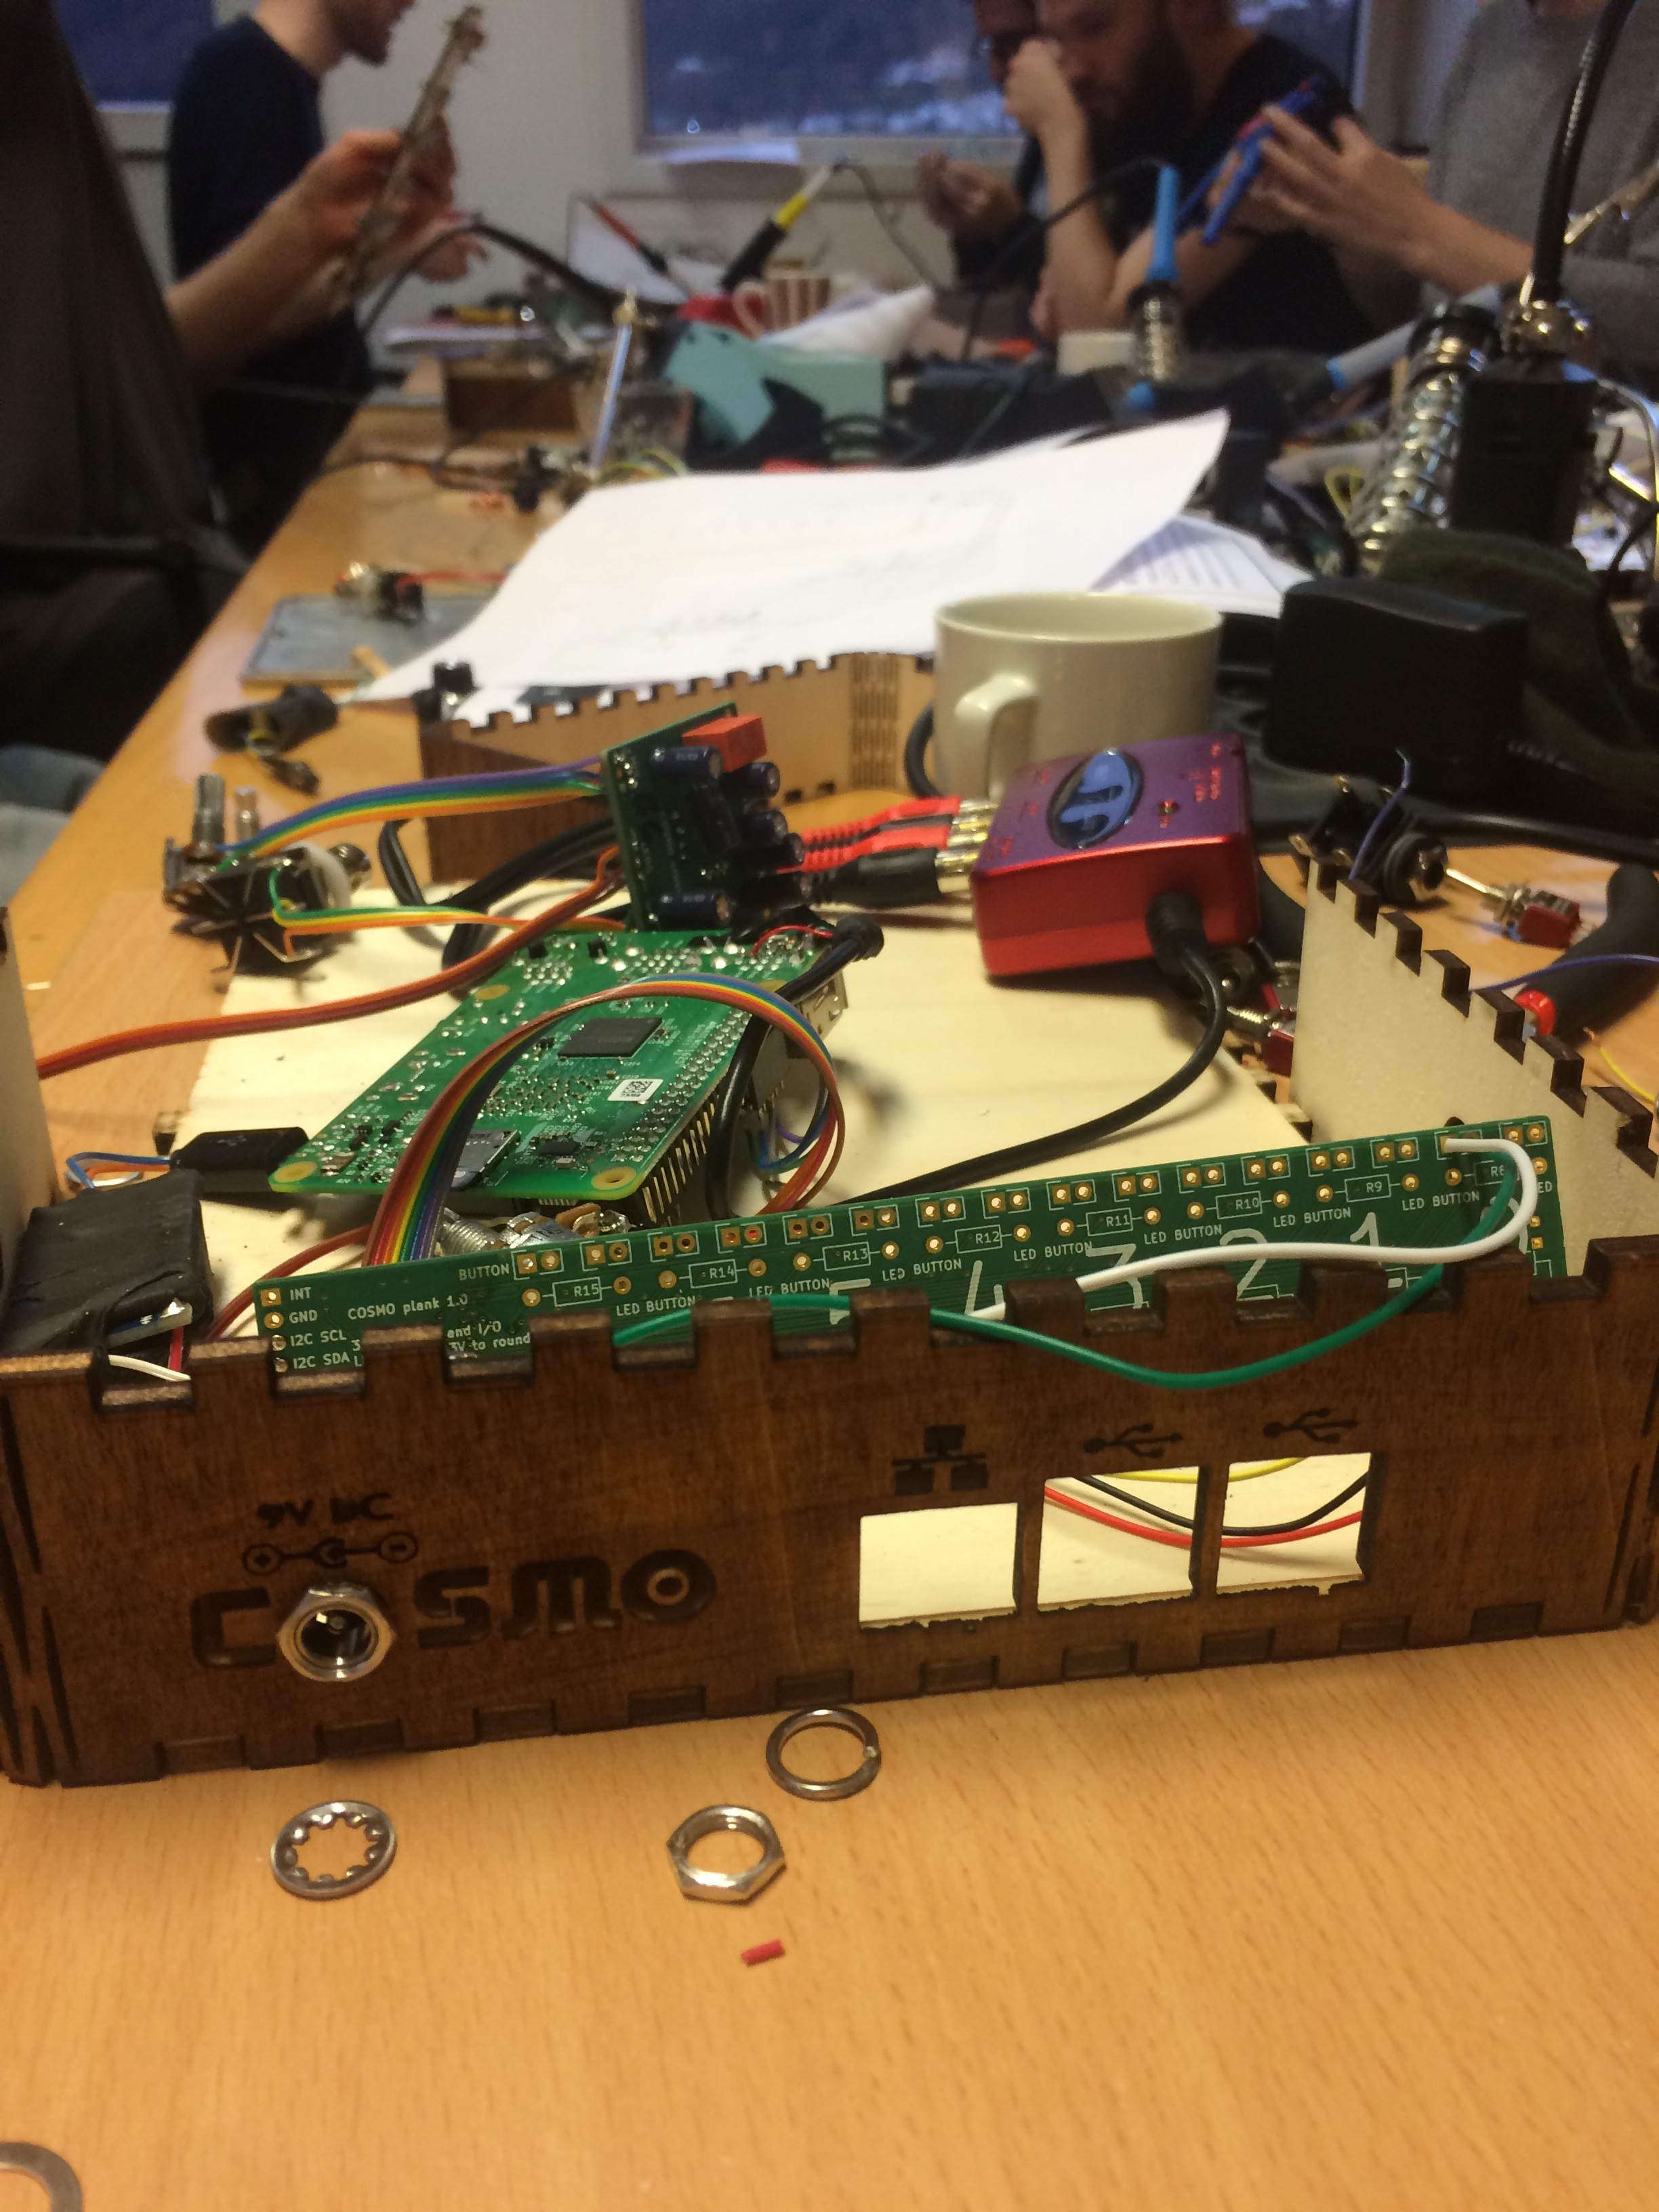 INT
GND
I2C SCL
I2C SDA
COSMO plank 1.0
and I/O
3V to round
BUTTON
R15
LED BUTTON
R14
LED BUTTON
R13
LED BUTTON
R12
LED BUTTON
R11
LED BUTTON
R10
LED BUTTON
R9
LED BUTTON
R8
4 3 2 1
9V DC
COSMO